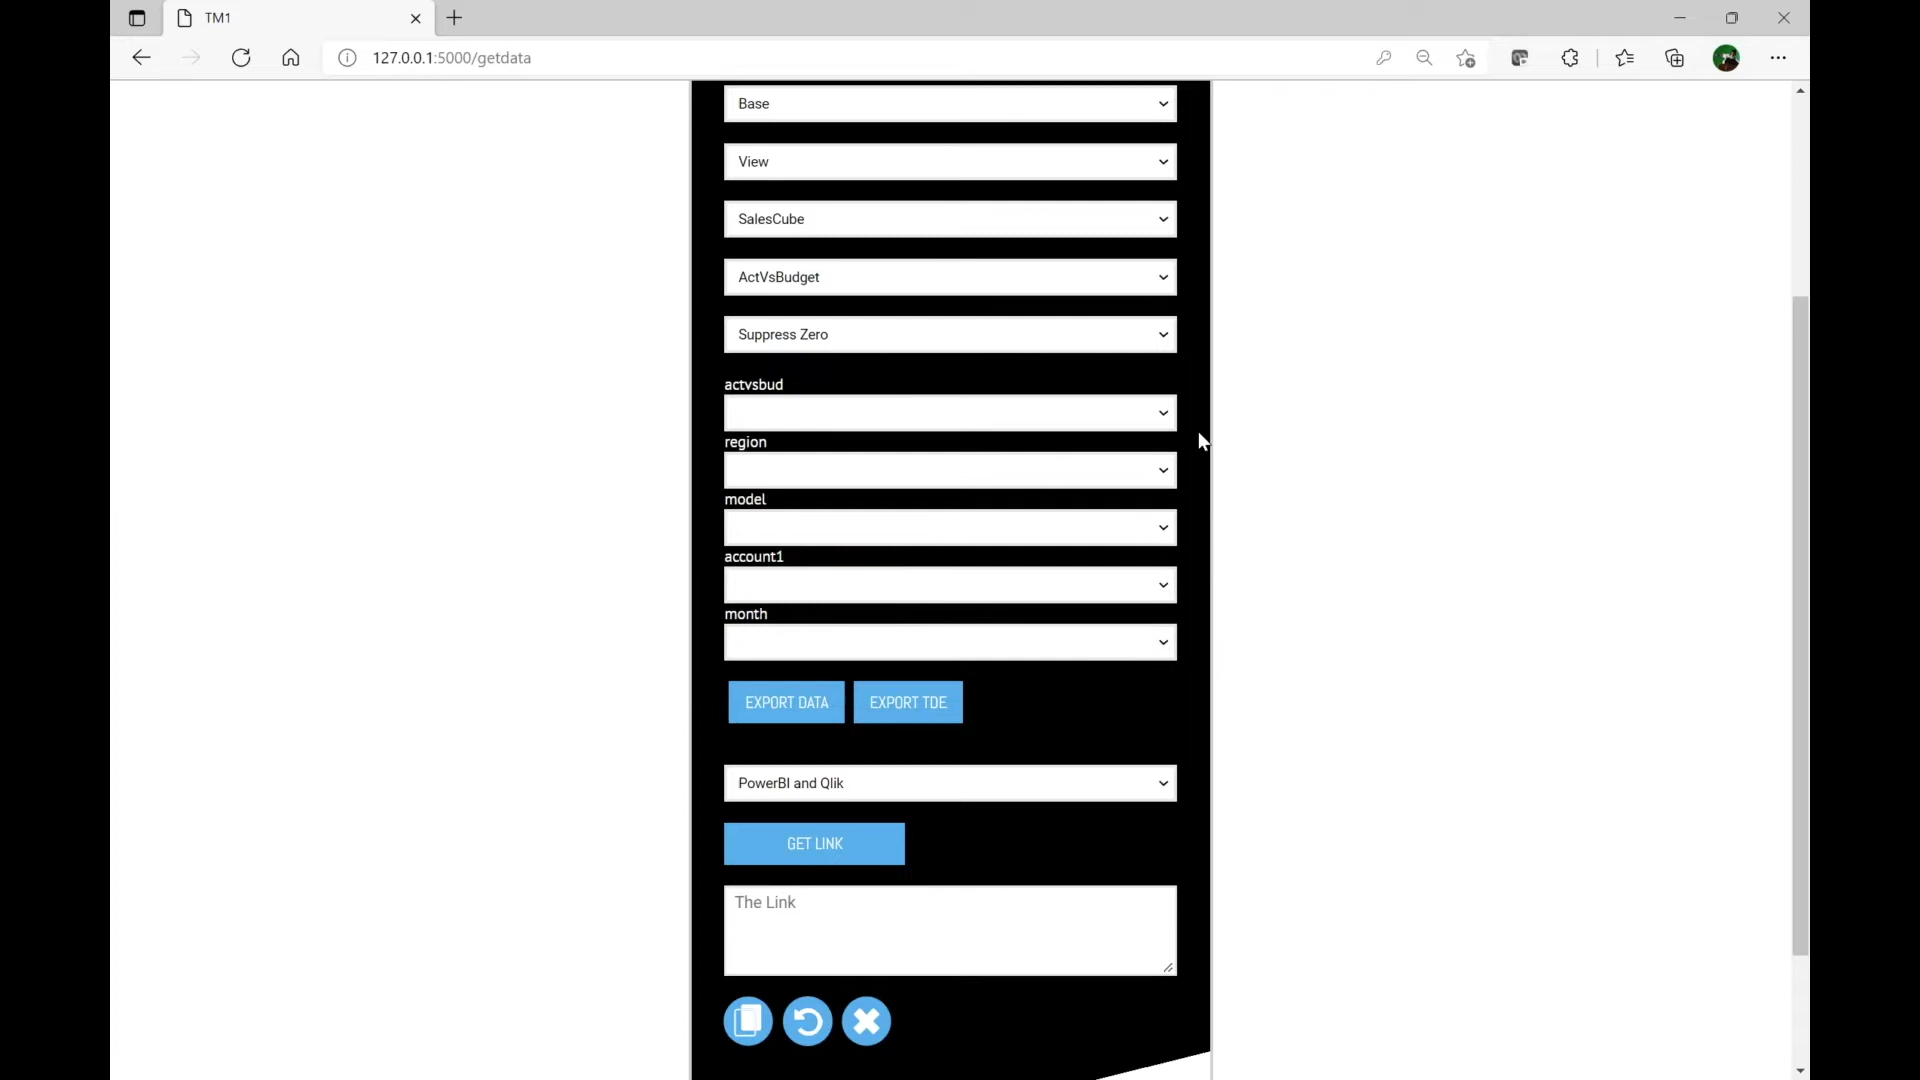 TM1
127.0.0.1:5000/getdata
Base
View
SalesCube
ActVsBudget
Suppress Zero
actvsbud
region
model
account1
month
EXPORT DATA EXPORT TDE
PowerBI and Qlik
GET LINK
The Link